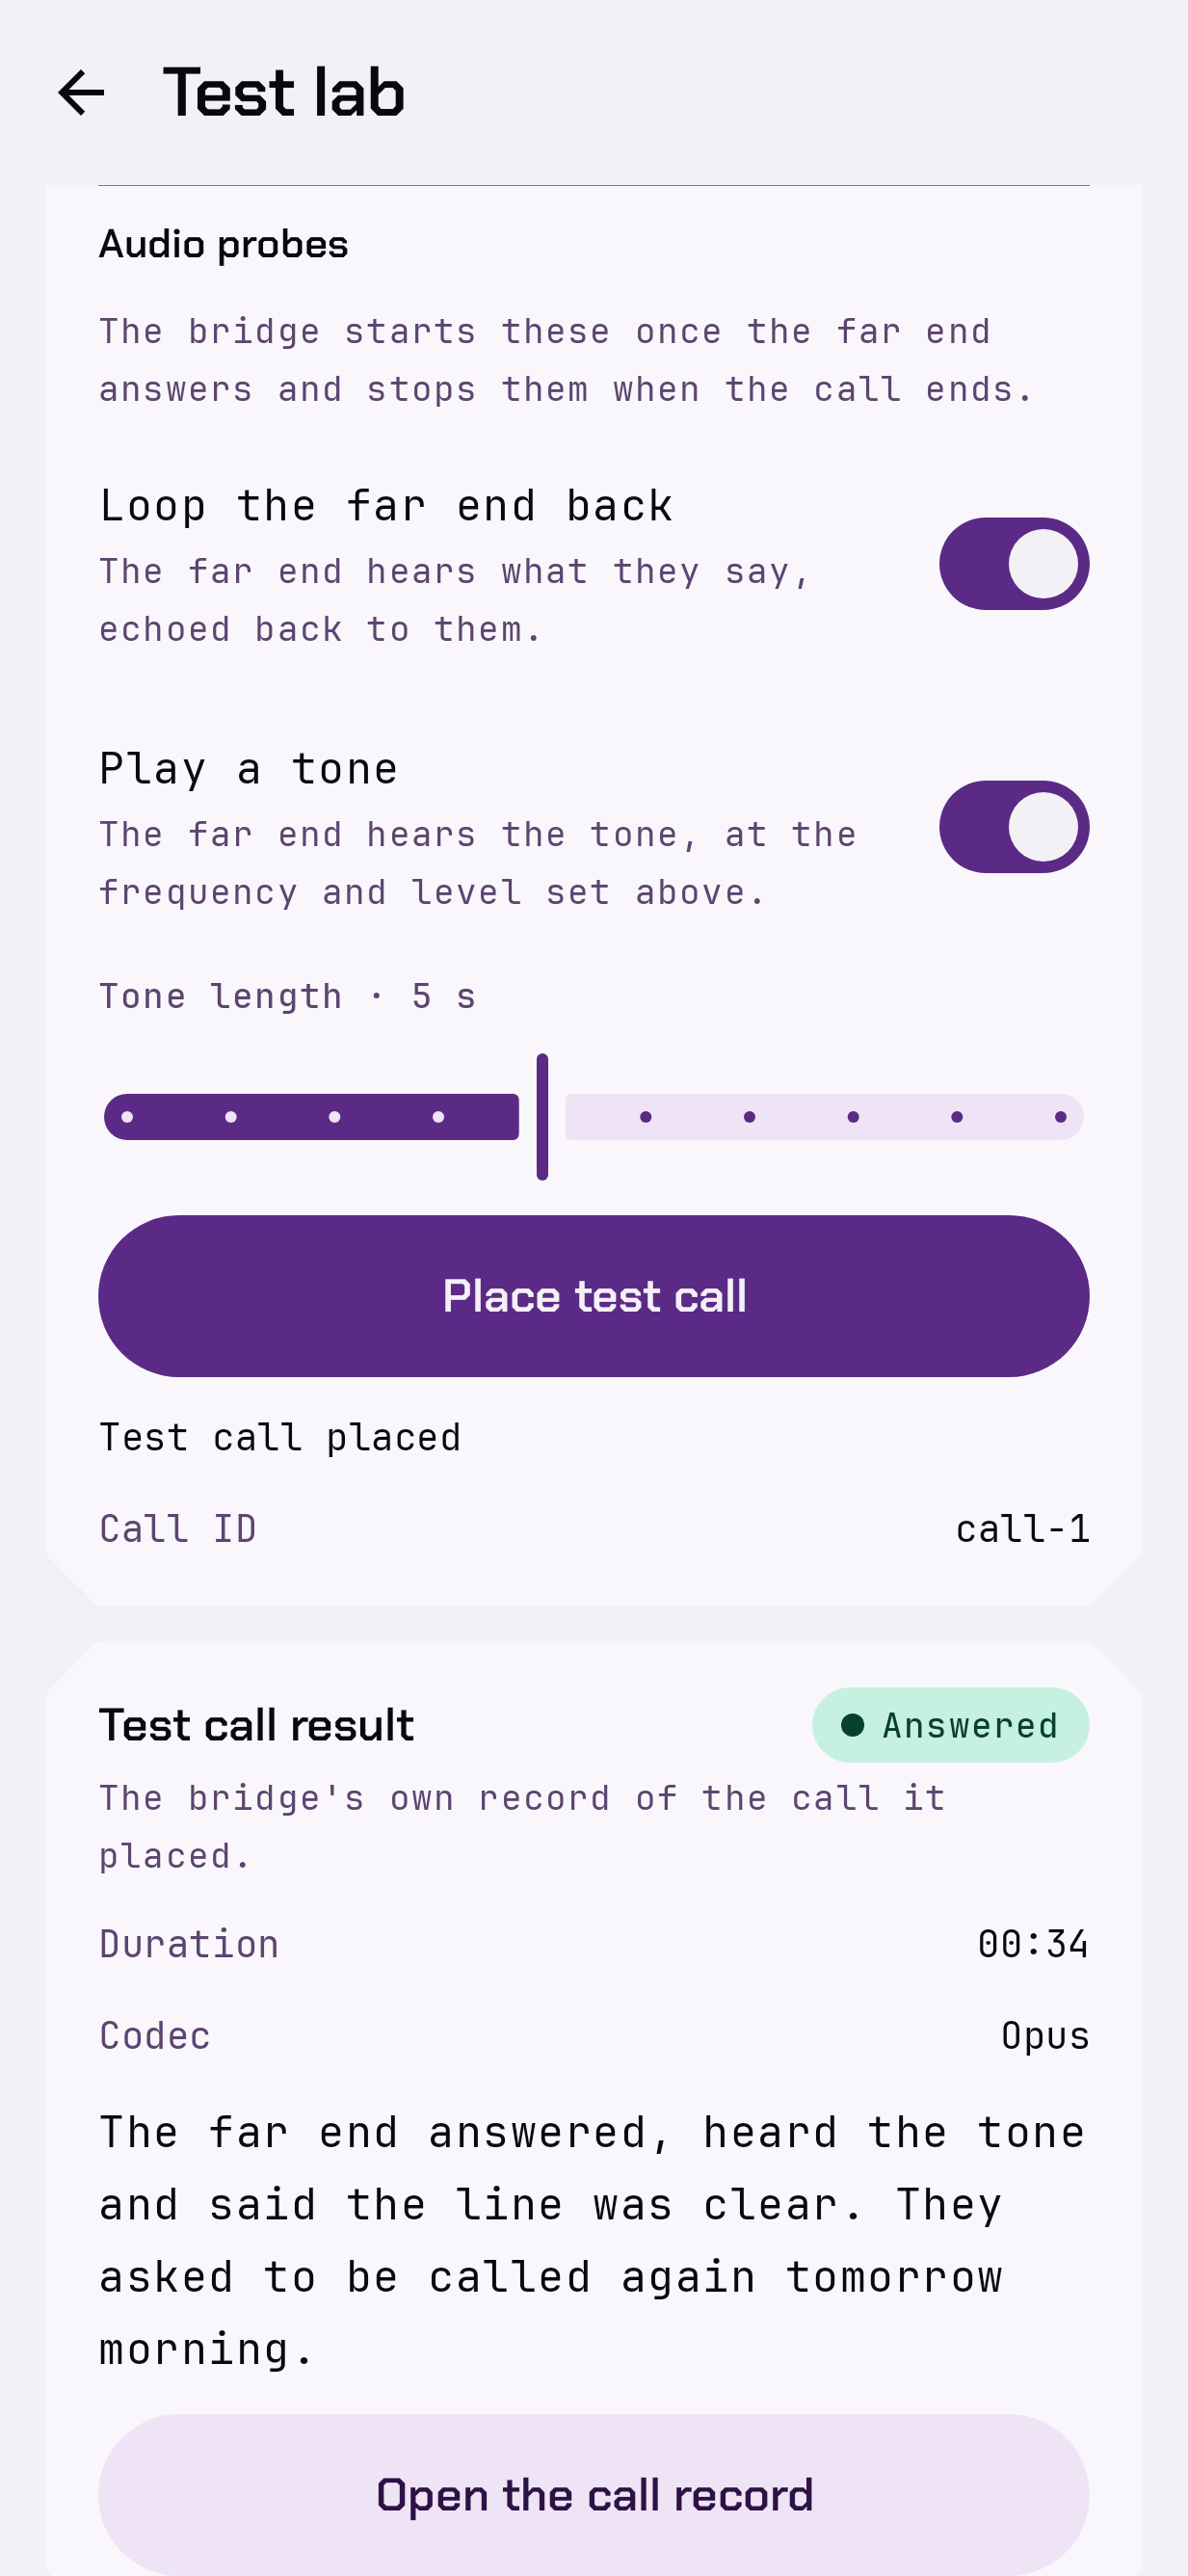 Test lab
Audio probes
The bridge starts these once the far end
answers and stops them when the call ends.
Loop the far end back
The far end hears what they say,
echoed back to them.
Play a tone
The far end hears the tone, at the
frequency and level set above.
Tone length · 5 s
Place test call
Test call placed
Call ID call-1
Test call result Answered
The bridge's own record of the call it
placed.
Duration 00:34
Codec Opus
The far end answered, heard the tone
and said the line was clear. They
asked to be called again tomorrow
morning.
Open the call record